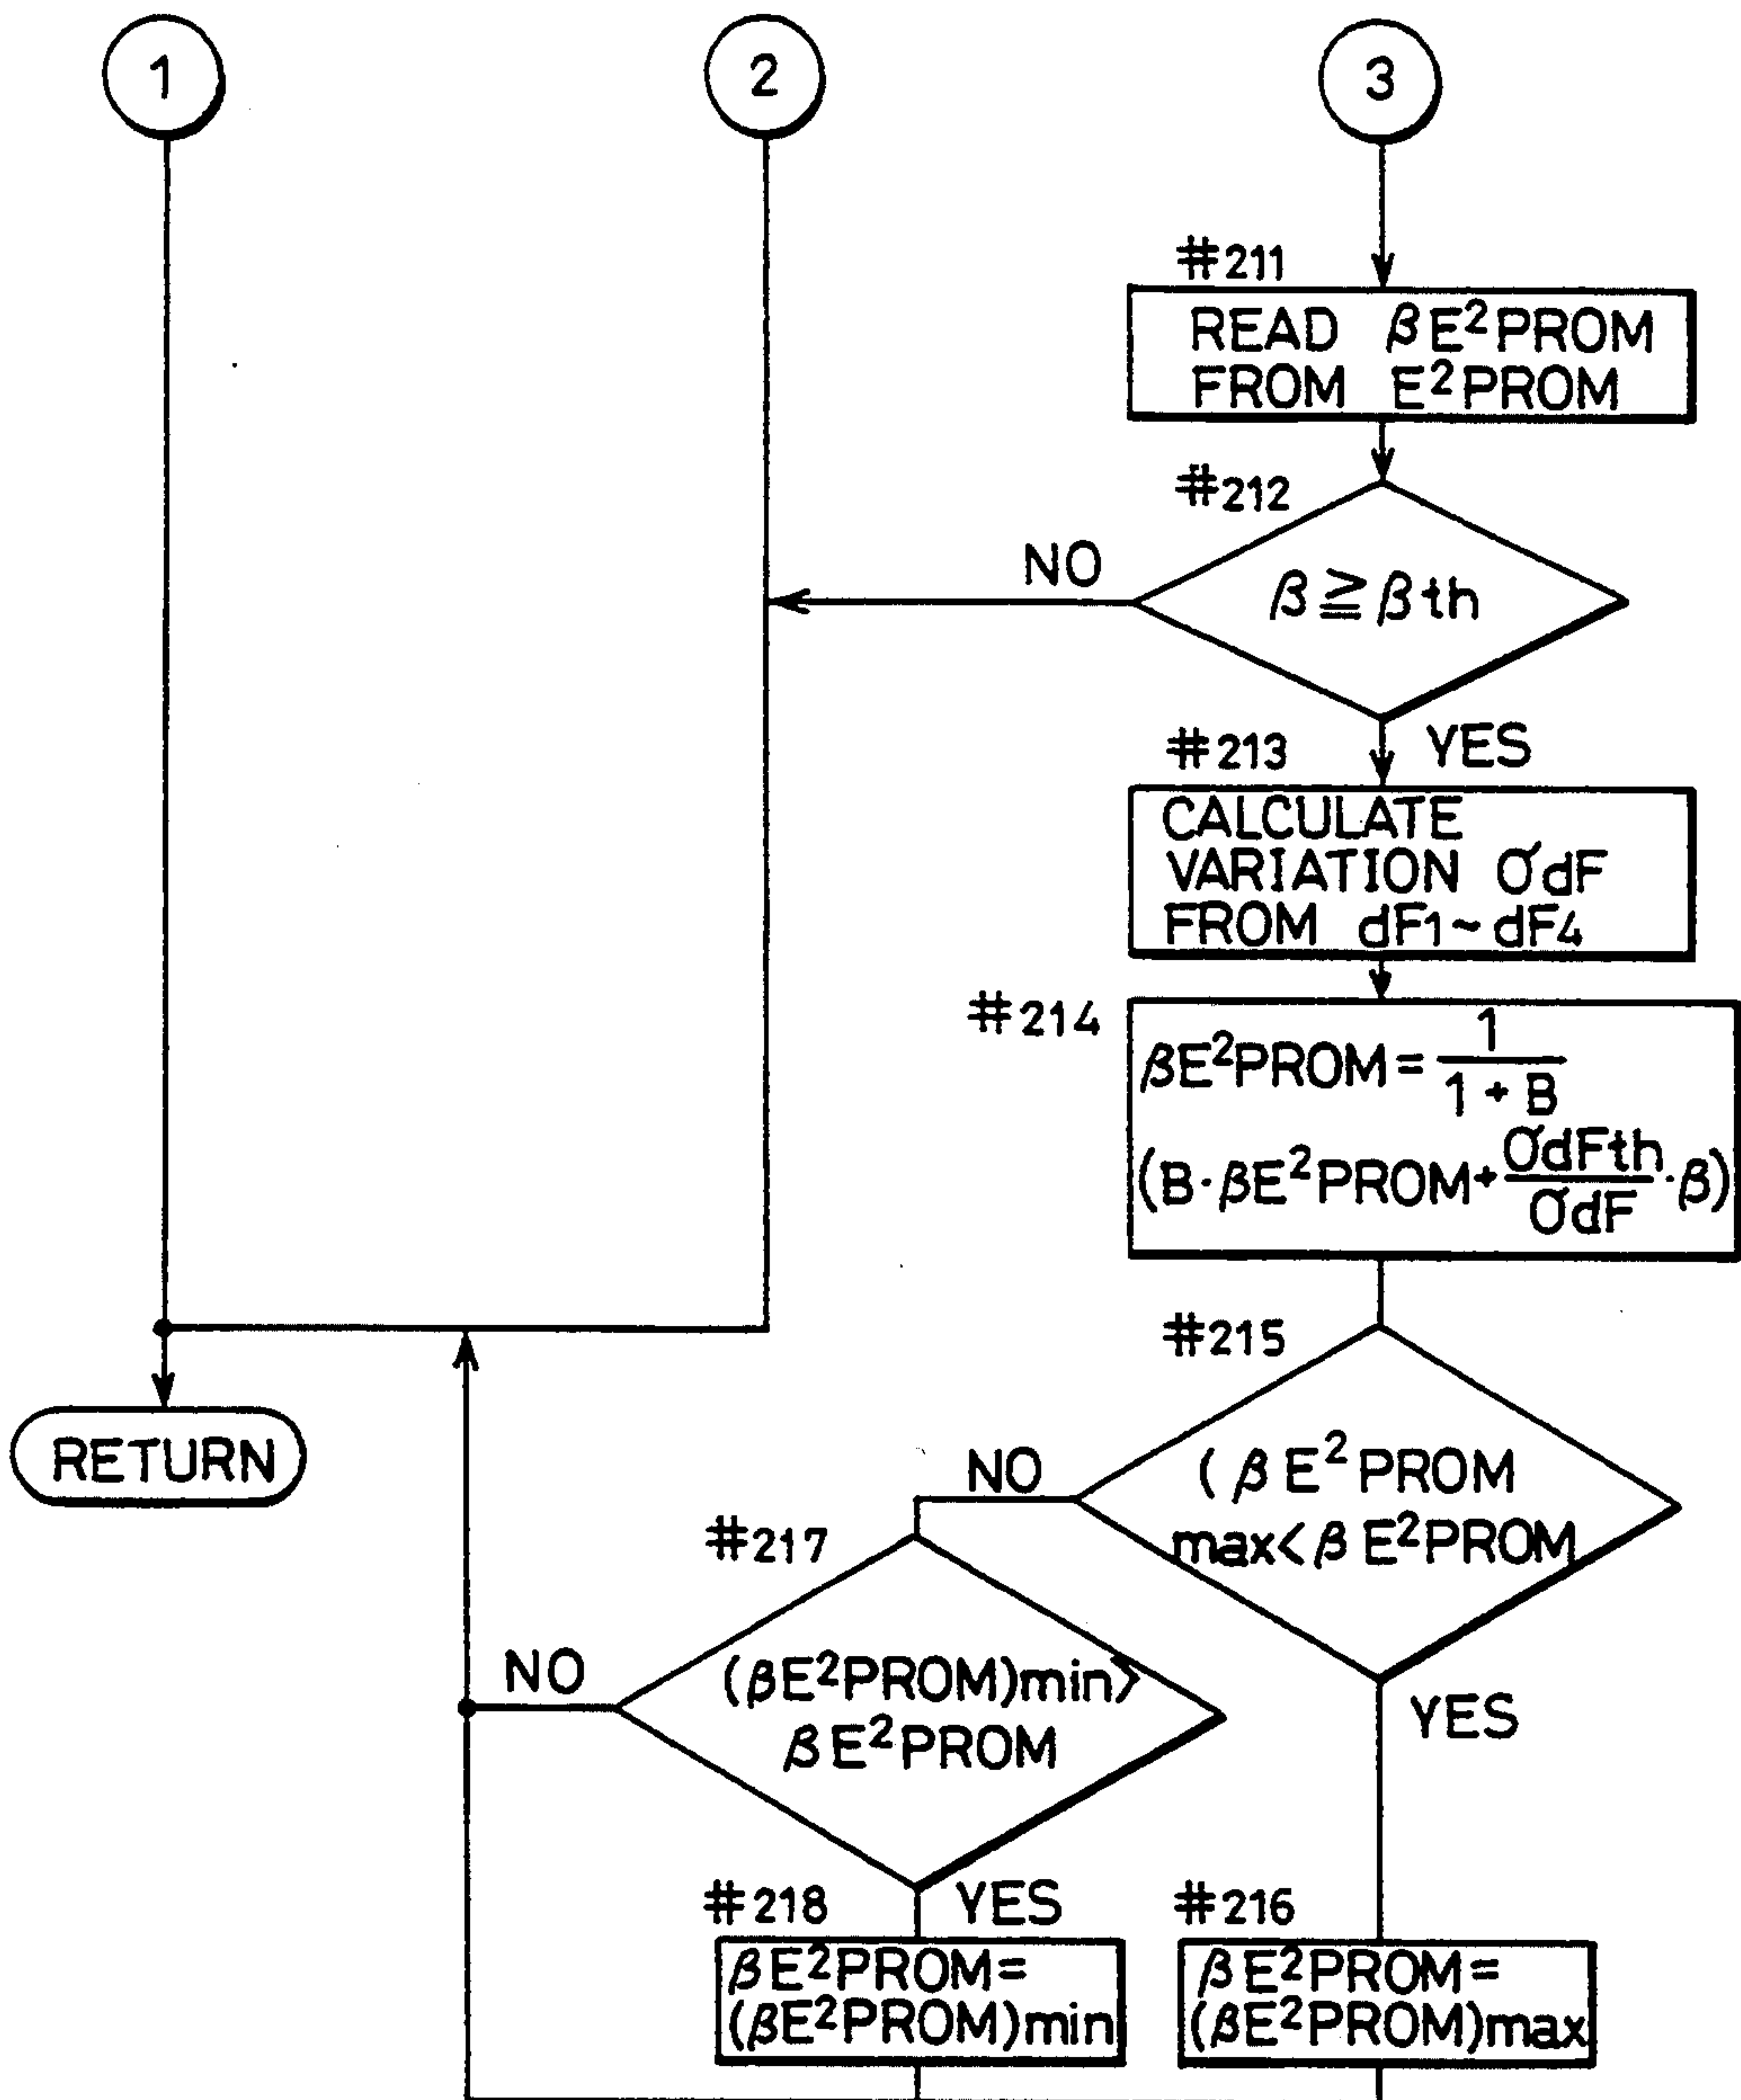 1
2
3
#211
READ βE²PROM
FROM E²PROM
#212
NO
β≧βth
YES
#213
CALCULATE
VARIATION σdF
FROM dF1~dF4
#214
βE²PROM=1/1+B
(B·βE²PROM+σdFth/σdF·β)
#215
NO
(βE²PROM
max<βE²PROM
YES
RETURN
#217
NO
(βE²PROM)min>
βE²PROM
YES
#218
βE²PROM=
(βE²PROM)min
#216
βE²PROM=
(βE²PROM)max